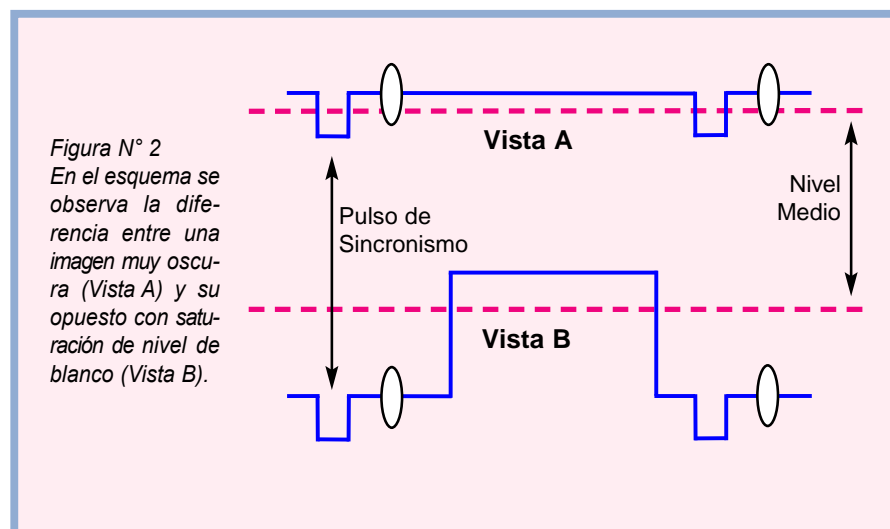 Figura N° 2
En el esquema se
observa la dife-
rencia entre una
imagen muy oscu-
ra (Vista A) y su
opuesto con satu-
ración de nivel de
blanco (Vista B).
Vista A
Pulso de
Sincronismo
Nivel
Medio
Vista B